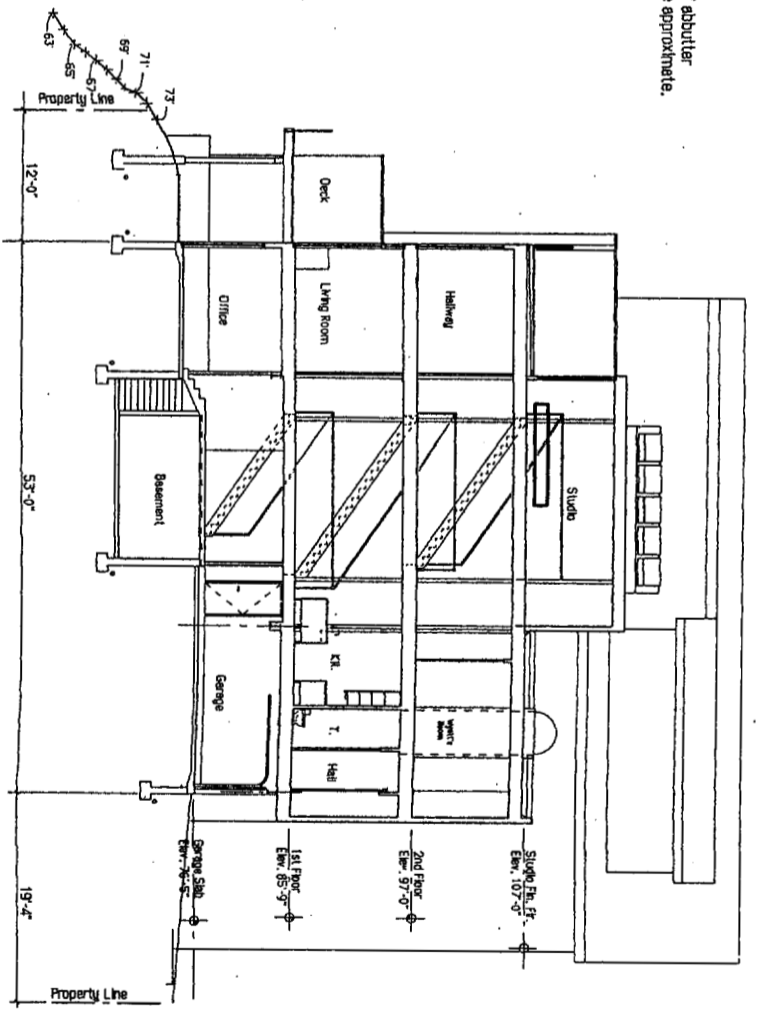 abbutter
approximate.
63'
65'
67'
69'
71'
73'
Property Line
12'-0"
53'-0"
19'-4"
Property Line
Deck
Office
Living Room
Hallway
Studio
Basement
Garage
Kit.
T.
Hall
Room
Studio Fin. Flr.
Elev. 107'-0"
2nd Floor
Elev. 97'-0"
1st Floor
Elev. 85'-9"
Garage Slab
Elev. 76'-5"